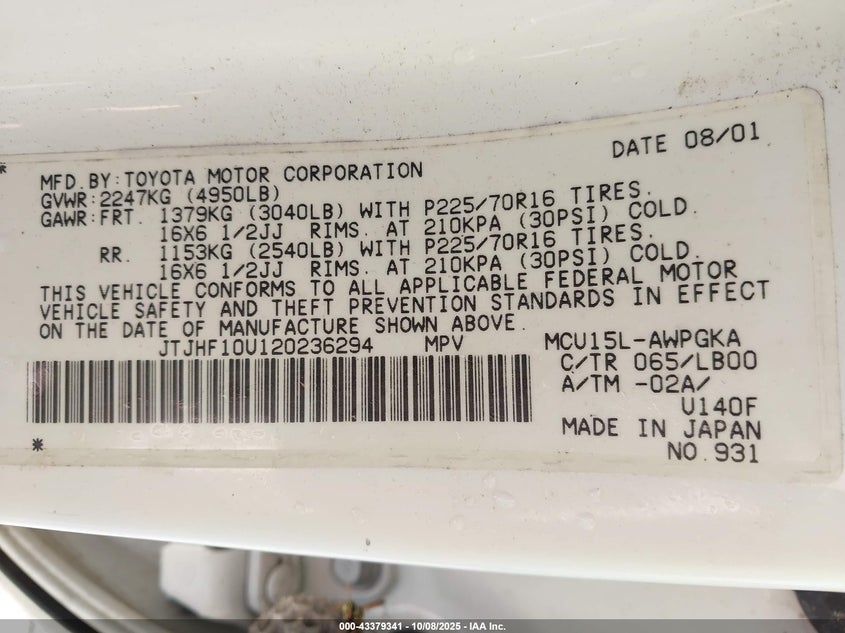 DATE 08/01
MFD.BY:TOYOTA MOTOR CORPORATION
GVWR:2247KG (4950LB)
GAWR:FRT. 1379KG (3040LB) WITH P225/70R16 TIRES.
16X6 1/2JJ RIMS. AT 210KPA (30PSI) COLD.
RR. 1153KG (2540LB) WITH P225/70R16 TIRES.
16X6 1/2JJ RIMS. AT 210KPA (30PSI) COLD.
THIS VEHICLE CONFORMS TO ALL APPLICABLE FEDERAL MOTOR
VEHICLE SAFETY AND THEFT PREVENTION STANDARDS IN EFFECT
ON THE DATE OF MANUFACTURE SHOWN ABOVE.
JTJHF10U120236294 MPV MCU15L-AWPGKA
C/TR 065/LB00
A/TM -02A/
U140F
MADE IN JAPAN
NO.931
000-43379341 - 10/08/2025 - IAA Inc.